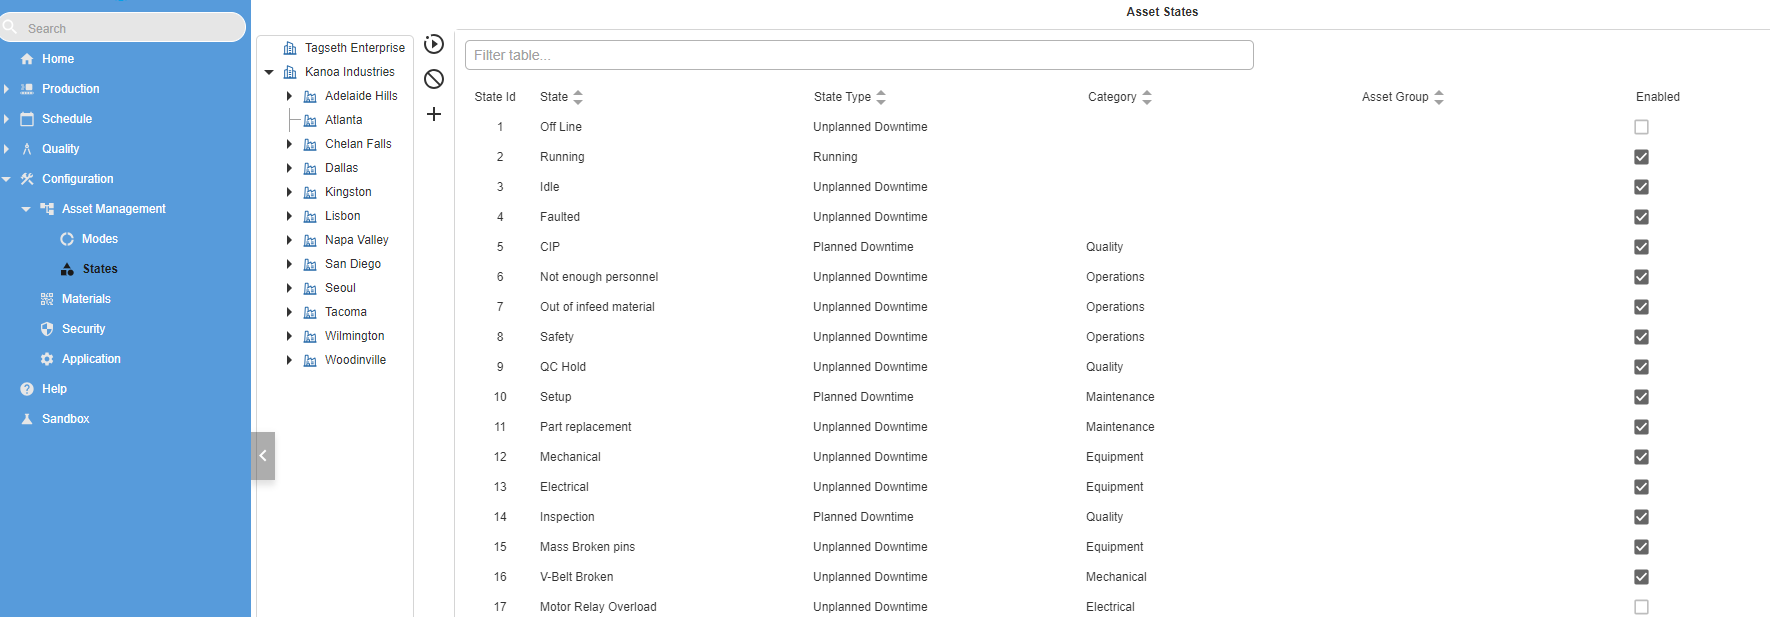 Asset States
Search
Home
Production
Schedule
Quality
Configuration
Asset Management
Modes
States
Materials
Security
Application
Help
Sandbox
Tagseth Enterprise
Kanoa Industries
Adelaide Hills
Atlanta
Chelan Falls
Dallas
Kingston
Lisbon
Napa Valley
San Diego
Seoul
Tacoma
Wilmington
Woodinville
Filter table...
State Id State State Type Category Asset Group Enabled
1 Off Line Unplanned Downtime
2 Running Running
3 Idle Unplanned Downtime
4 Faulted Unplanned Downtime
5 CIP Planned Downtime Quality
6 Not enough personnel Unplanned Downtime Operations
7 Out of infeed material Unplanned Downtime Operations
8 Safety Unplanned Downtime Operations
9 QC Hold Unplanned Downtime Quality
10 Setup Planned Downtime Maintenance
11 Part replacement Unplanned Downtime Maintenance
12 Mechanical Unplanned Downtime Equipment
13 Electrical Unplanned Downtime Equipment
14 Inspection Planned Downtime Quality
15 Mass Broken pins Unplanned Downtime Equipment
16 V-Belt Broken Unplanned Downtime Mechanical
17 Motor Relay Overload Unplanned Downtime Electrical